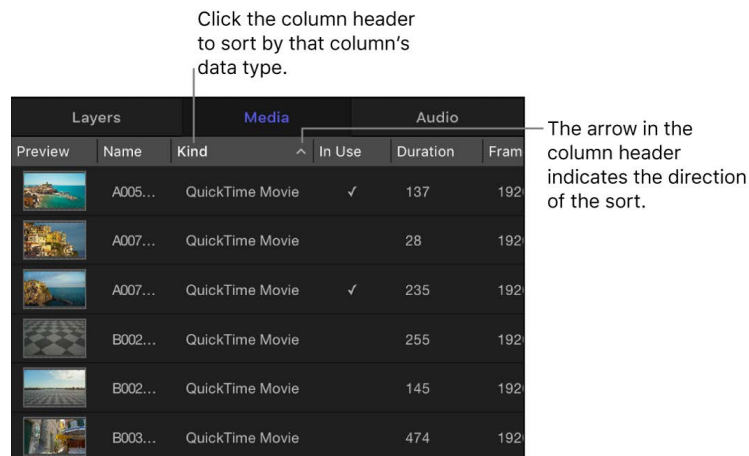 Click the column header
to sort by that column's
data type.
Layers Media Audio
Preview Name Kind In Use Duration Fram
The arrow in the
column header
indicates the direction
of the sort.
A005... QuickTime Movie ✓ 137 192
A007... QuickTime Movie 28 192
A007... QuickTime Movie ✓ 235 192
B002... QuickTime Movie 255 192
B002... QuickTime Movie 145 192
B003... QuickTime Movie 474 192